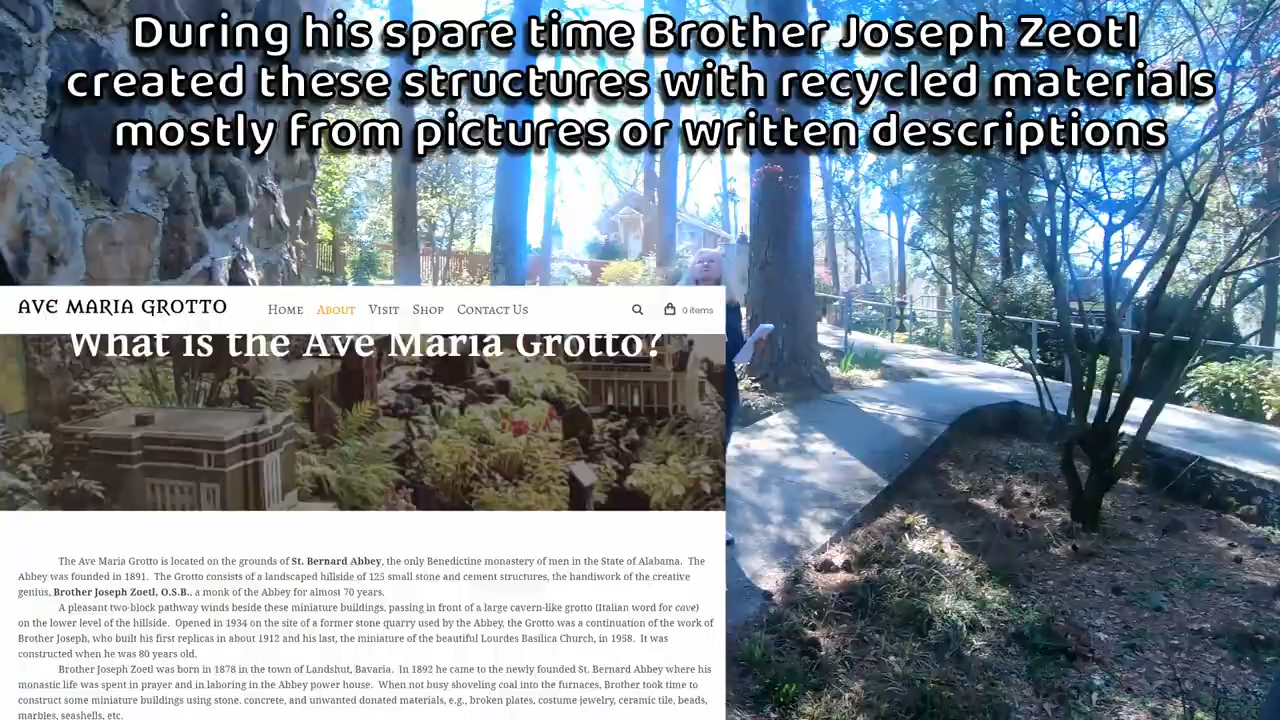 During his spare time Brother Joseph Zeotl
created these structures with recycled materials
mostly from pictures or written descriptions
AVE MARIA GROTTO HOME ABOUT VISIT SHOP CONTACT US 0 items
What is the Ave Maria Grotto?
The Ave Maria Grotto is located on the grounds of St. Bernard Abbey, the only Benedictine monastery of men in the State of Alabama. The
Abbey was founded in 1891. The Grotto consists of a landscaped hillside of 125 small stone and cement structures, the handiwork of the creative
genius, Brother Joseph Zoetl, O.S.B., a monk of the Abbey for almost 70 years.
A pleasant two-block pathway winds beside these miniature buildings, passing in front of a large cavern-like grotto (Italian word for cave)
on the lower level of the hillside. Opened in 1934 on the site of a former stone quarry used by the Abbey, the Grotto was a continuation of the work of
Brother Joseph, who built his first replicas in about 1912 and his last, the miniature of the beautiful Lourdes Basilica Church, in 1958. It was
constructed when he was 80 years old.
Brother Joseph Zoetl was born in 1878 in the town of Landshut, Bavaria. In 1892 he came to the newly founded St. Bernard Abbey where his
monastic life was spent in prayer and in laboring in the Abbey power house. When not busy shoveling coal into the furnaces, Brother took time to
construct some miniature buildings using stone, concrete, and unwanted donated materials, e.g., broken plates, costume jewelry, ceramic tile, beads,
marbles, seashells, etc.